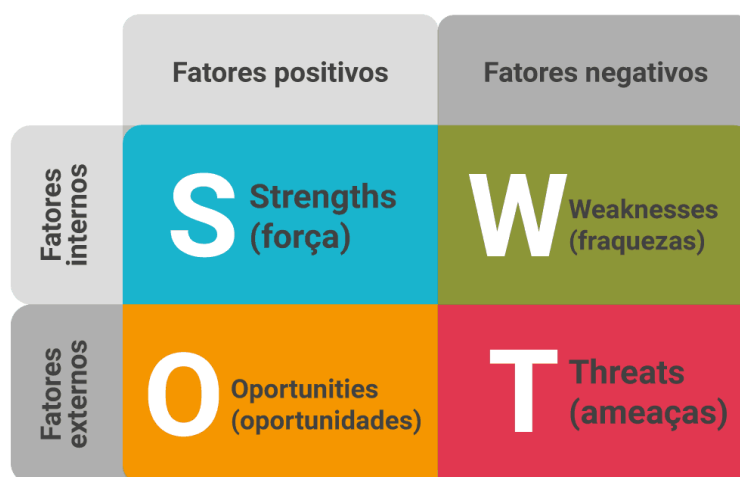 Fatores positivos
Fatores negativos
Fatores
internos
S
Strengths
(força)
W
Weaknesses
(fraquezas)
Fatores
externos
O
Oportunities
(oportunidades)
T
Threats
(ameaças)